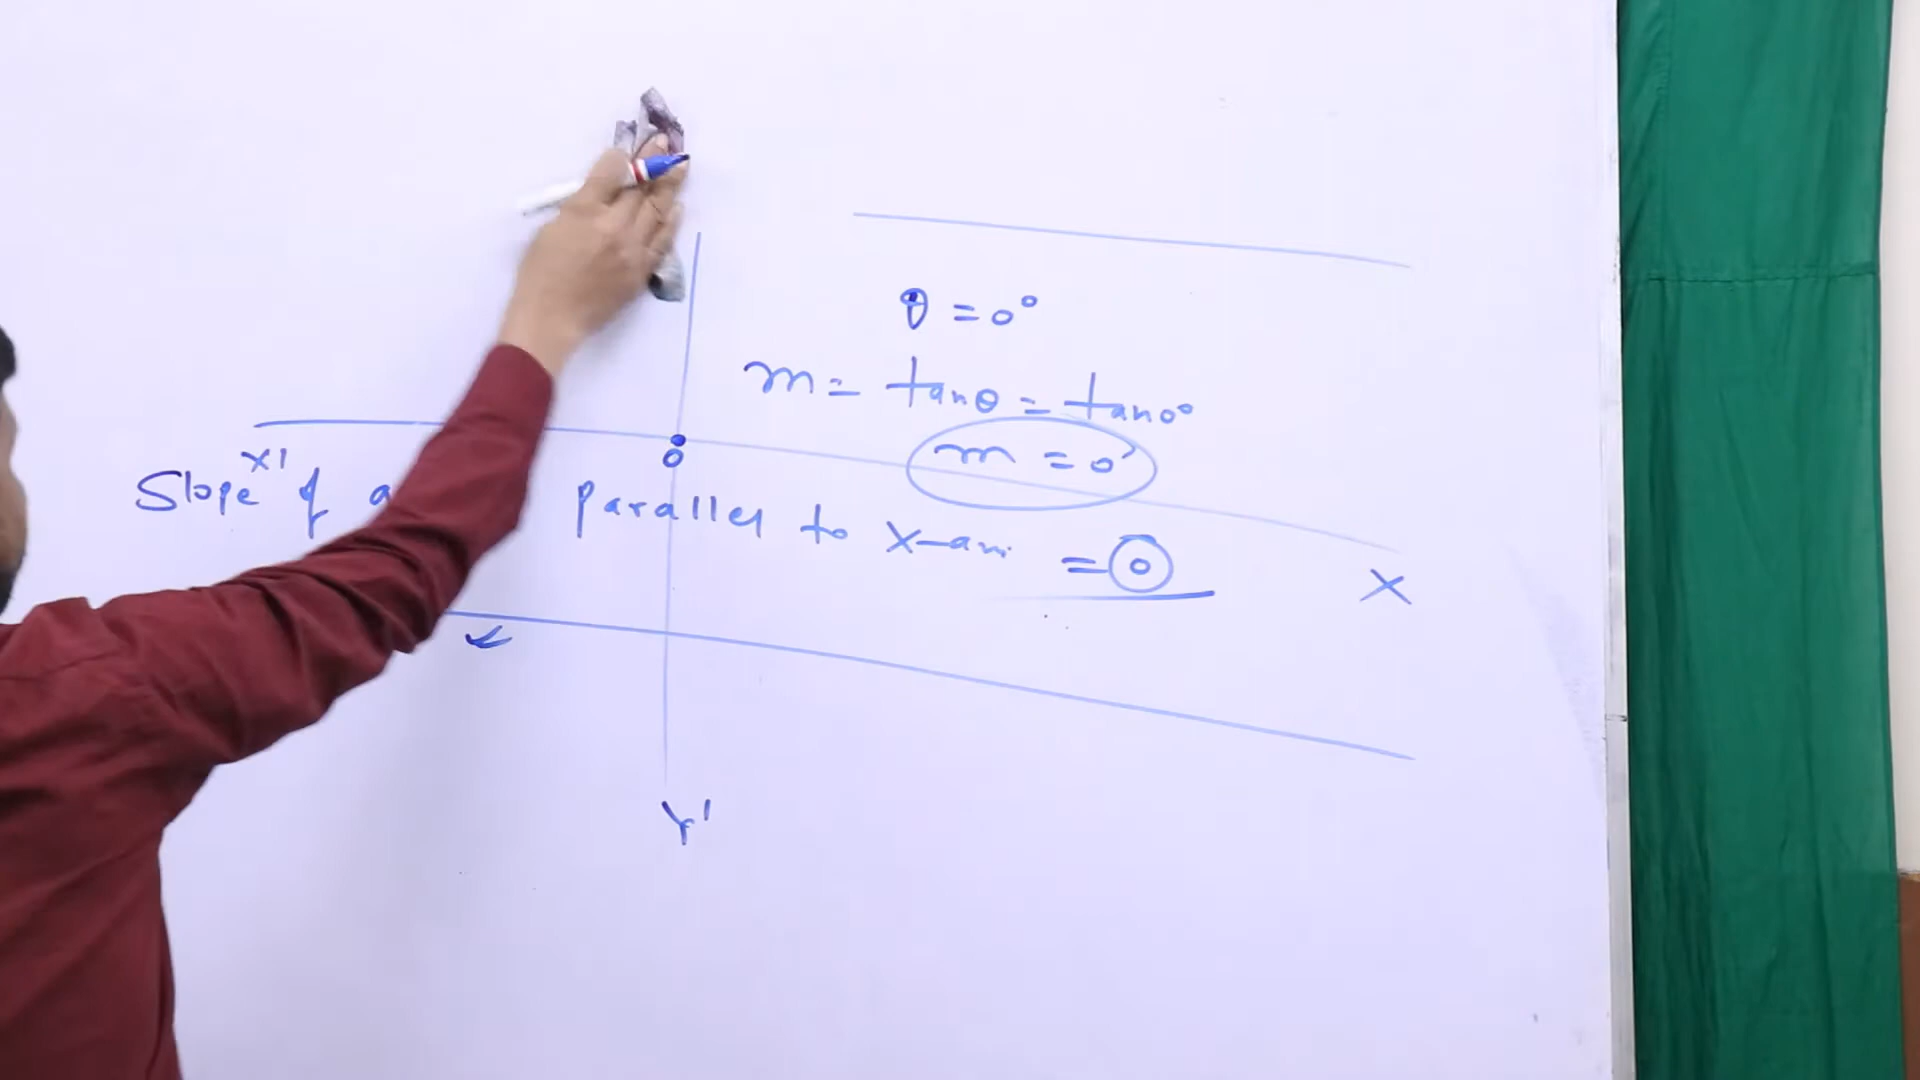 θ = 0°
m = tanθ = tan0°
m = 0
X'
O
Slope of a parallel to X-axis = 0
X
Y'